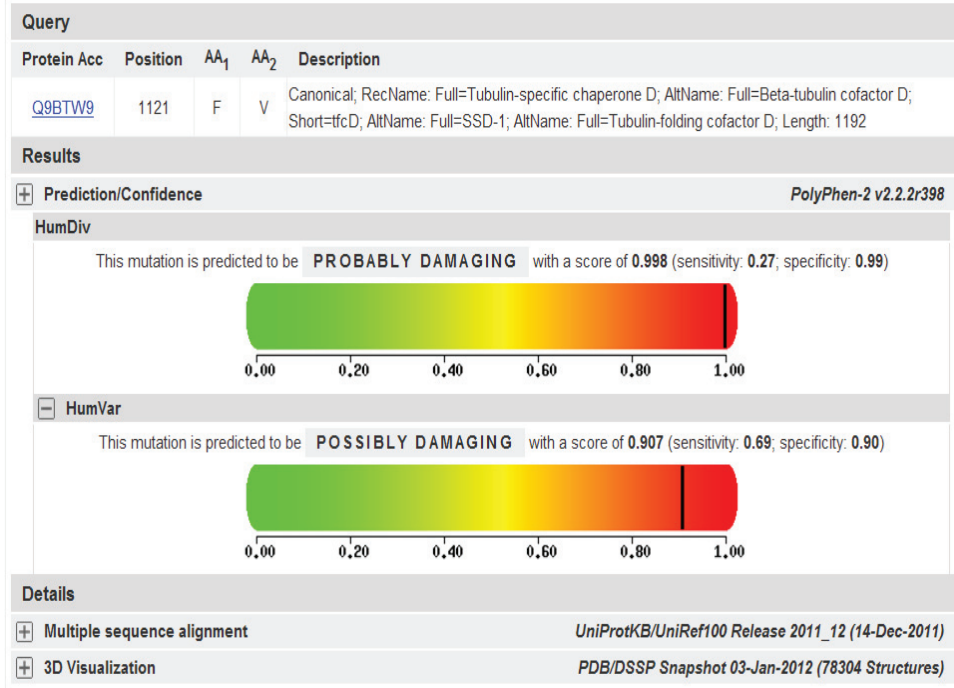 Query
Protein Acc Position AA1 AA2 Description
Q9BTW9 1121 F V Canonical; RecName: Full=Tubulin-specific chaperone D; AltName: Full=Beta-tubulin cofactor D;
Short=tfcD; AltName: Full=SSD-1; AltName: Full=Tubulin-folding cofactor D; Length: 1192
Results
Prediction/Confidence PolyPhen-2 v2.2.2r398
HumDiv
This mutation is predicted to be PROBABLY DAMAGING with a score of 0.998 (sensitivity: 0.27; specificity: 0.99)
0.00 0.20 0.40 0.60 0.80 1.00
HumVar
This mutation is predicted to be POSSIBLY DAMAGING with a score of 0.907 (sensitivity: 0.69; specificity: 0.90)
0.00 0.20 0.40 0.60 0.80 1.00
Details
Multiple sequence alignment UniProtKB/UniRef100 Release 2011_12 (14-Dec-2011)
3D Visualization PDB/DSSP Snapshot 03-Jan-2012 (78304 Structures)